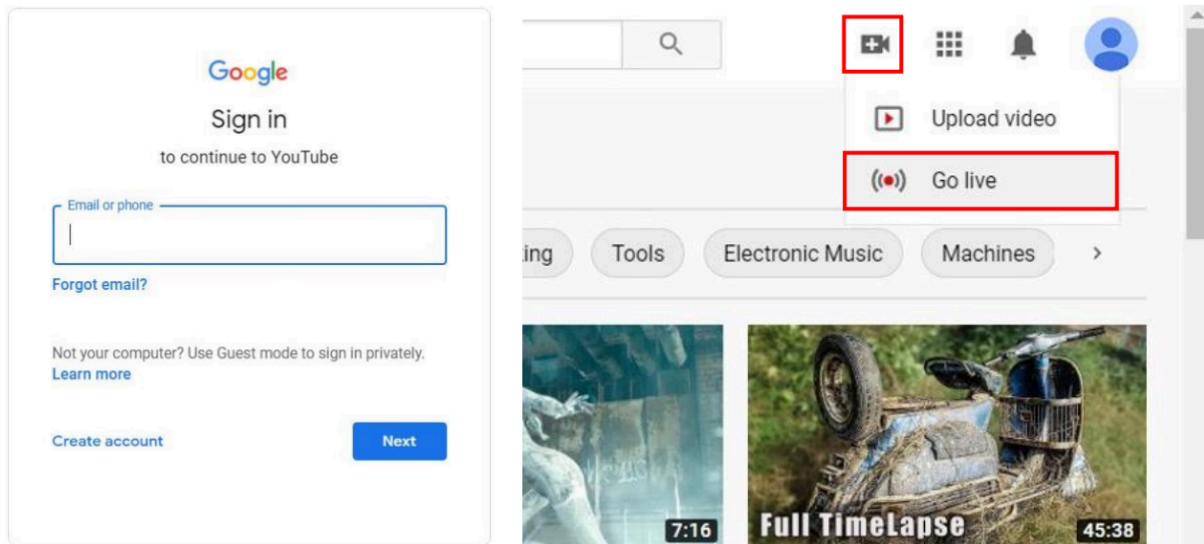 Google
Sign in
to continue to YouTube
Email or phone
Forgot email?
Not your computer? Use Guest mode to sign in privately.
Learn more
Create account
Next
Upload video
Go live
ing
Tools
Electronic Music
Machines
7:16
Full TimeLapse
45:38